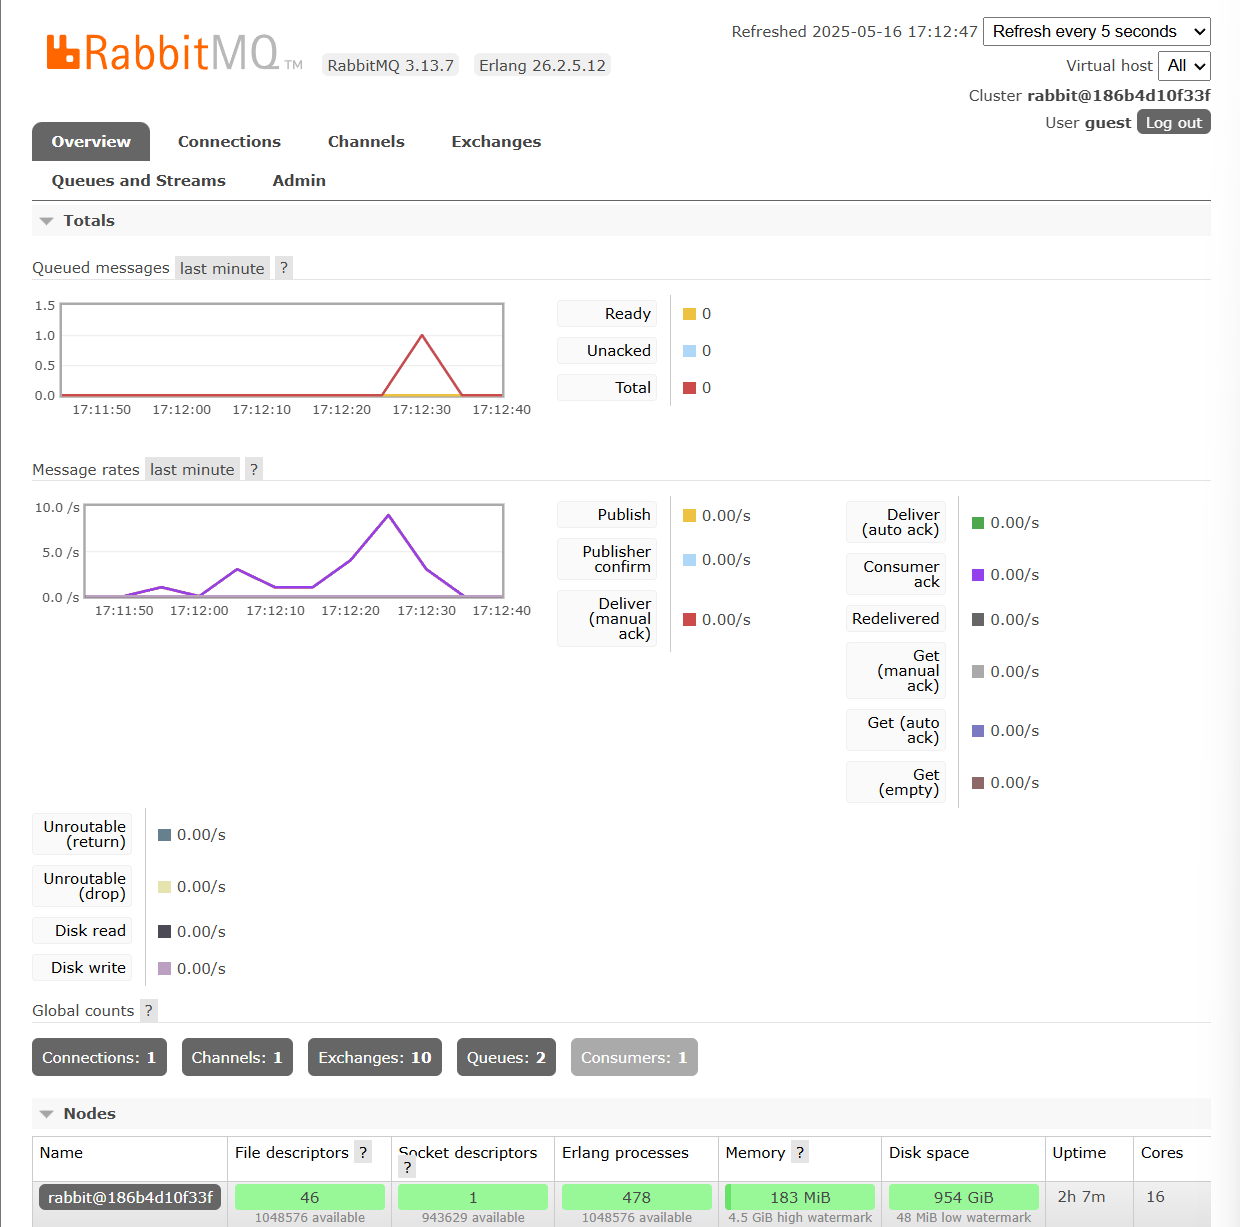 RabbitMQ TM
RabbitMQ 3.13.7
Erlang 26.2.5.12
Refreshed 2025-05-16 17:12:47
Refresh every 5 seconds
Virtual host All
Cluster rabbit@186b4d10f33f
User guest Log out
Overview
Connections
Channels
Exchanges
Queues and Streams
Admin
Totals
Queued messages last minute ?
1.5
1.0
0.5
0.0
17:11:50 17:12:00 17:12:10 17:12:20 17:12:30 17:12:40
Ready 0
Unacked 0
Total 0
Message rates last minute ?
10.0 /s
5.0 /s
0.0 /s
17:11:50 17:12:00 17:12:10 17:12:20 17:12:30 17:12:40
Publish 0.00/s
Publisher
confirm 0.00/s
Deliver
(manual
ack) 0.00/s
Deliver
(auto ack) 0.00/s
Consumer
ack 0.00/s
Redelivered 0.00/s
Get
(manual
ack) 0.00/s
Get (auto
ack) 0.00/s
Get
(empty) 0.00/s
Unroutable
(return) 0.00/s
Unroutable
(drop) 0.00/s
Disk read 0.00/s
Disk write 0.00/s
Global counts ?
Connections: 1
Channels: 1
Exchanges: 10
Queues: 2
Consumers: 1
Nodes
Name File descriptors ? Socket descriptors ? Erlang processes Memory ? Disk space Uptime Cores
rabbit@186b4d10f33f 46 1 478 183 MiB 954 GiB 2h 7m 16
1048576 available 943629 available 1048576 available 4.5 GiB high watermark 48 MiB low watermark